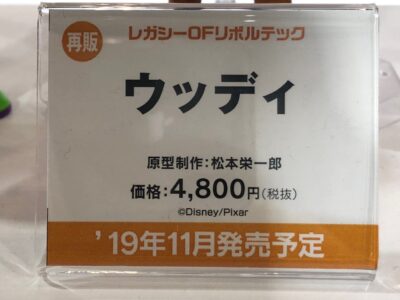 再販
レガシーOFリボルテック
ウッディ
原型制作:松本栄一郎
価格:4,800円(税抜)
©Disney/Pixar
'19年11月発売予定